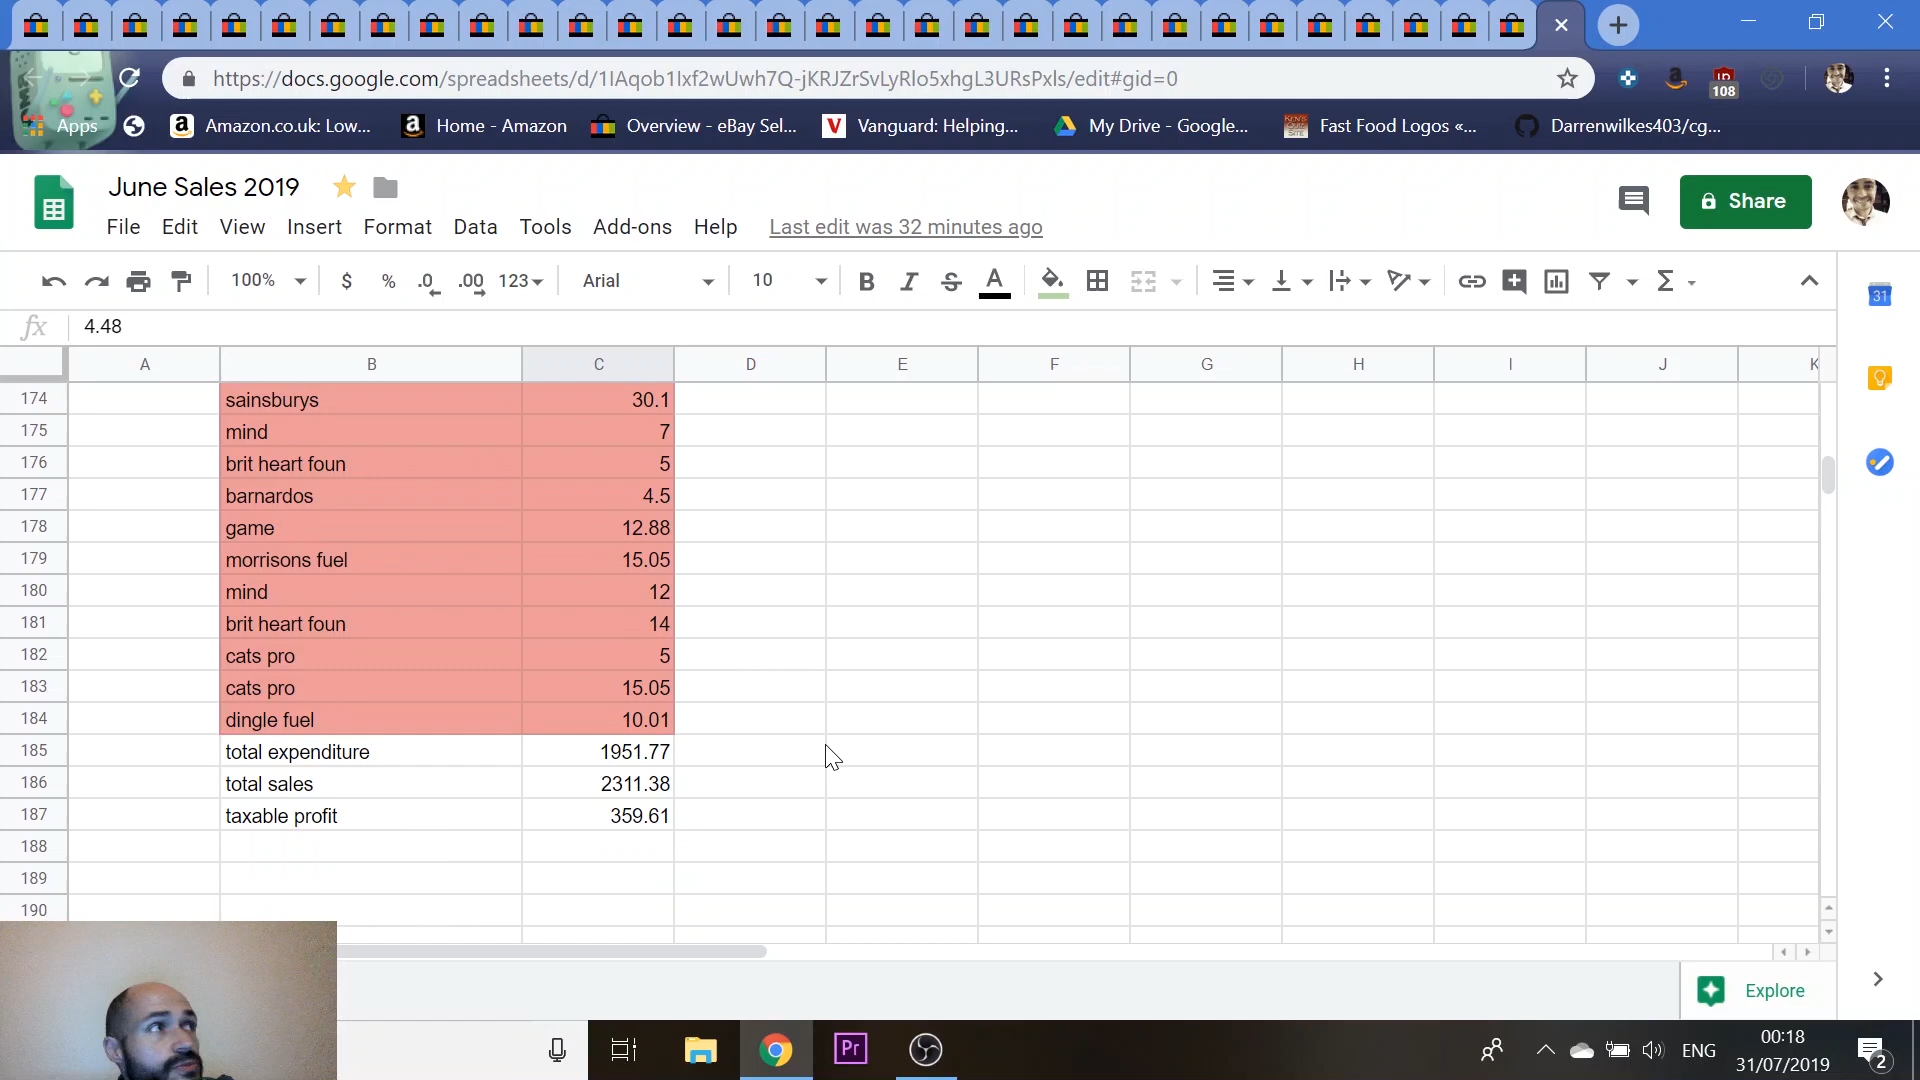 https://docs.google.com/spreadsheets/d/1IAqob1Ixf2wUwh7Q-jKRJZrSvLyRlo5xhgL3URsPxls/edit#gid=0
108
Apps
Amazon.co.uk: Low...
Home - Amazon
Overview - eBay Sel...
Vanguard: Helping...
My Drive - Google...
Fast Food Logos «...
Darrenwilkes403/cg...
June Sales 2019
Share
File Edit View Insert Format Data Tools Add-ons Help Last edit was 32 minutes ago
100% $ % .0 .00 123 Arial 10 B I S A Σ
31
fx 4.48
A B C D E F G H I J K
174 sainsburys 30.1
175 mind 7
176 brit heart foun 5
177 barnardos 4.5
178 game 12.88
179 morrisons fuel 15.05
180 mind 12
181 brit heart foun 14
182 cats pro 5
183 cats pro 15.05
184 dingle fuel 10.01
185 total expenditure 1951.77
186 total sales 2311.38
187 taxable profit 359.61
188
189
190
Explore
Pr
ENG
00:18
31/07/2019
2